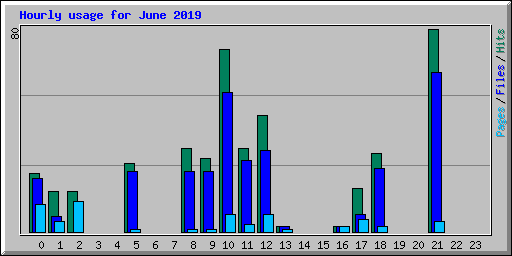 Hourly usage for June 2019
80
Pages / Files / Hits
0 1 2 3 4 5 6 7 8 9 10 11 12 13 14 15 16 17 18 19 20 21 22 23